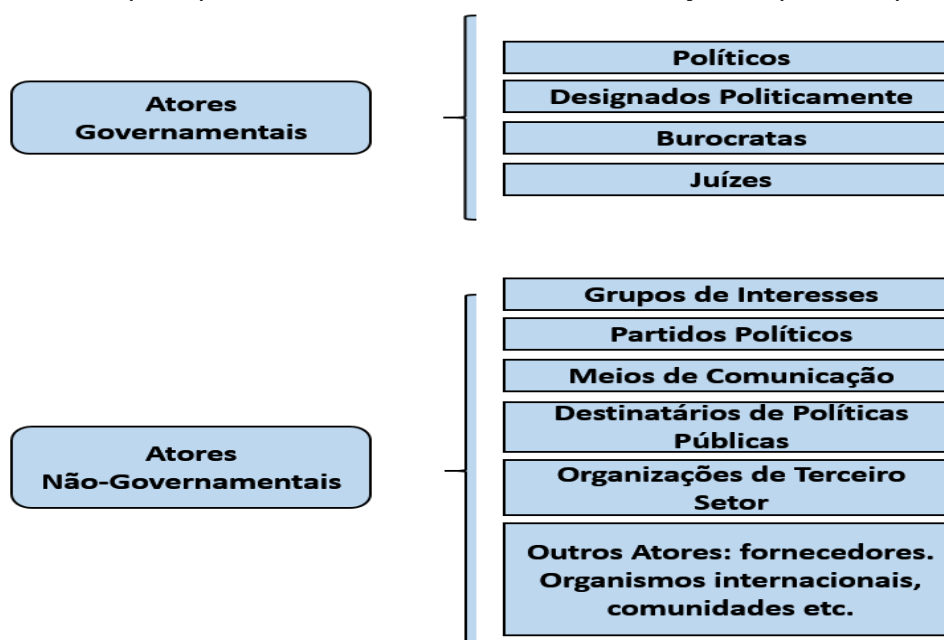 Atores
Governamentais
Políticos
Designados Politicamente
Burocratas
Juízes
Atores
Não-Governamentais
Grupos de Interesses
Partidos Políticos
Meios de Comunicação
Destinatários de Políticas
Públicas
Organizações de Terceiro
Setor
Outros Atores: fornecedores.
Organismos internacionais,
comunidades etc.